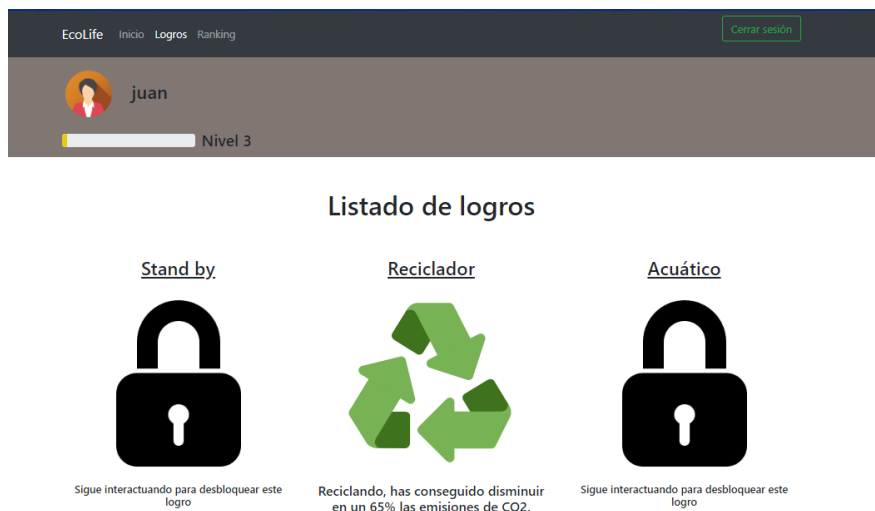 EcoLife Inicio Logros Ranking Cerrar sesión
juan
Nivel 3
Listado de logros
Stand by
Reciclador
Acuático
Sigue interactuando para desbloquear este
logro
Reciclando, has conseguido disminuir
en un 65% las emisiones de CO2.
Sigue interactuando para desbloquear este
logro